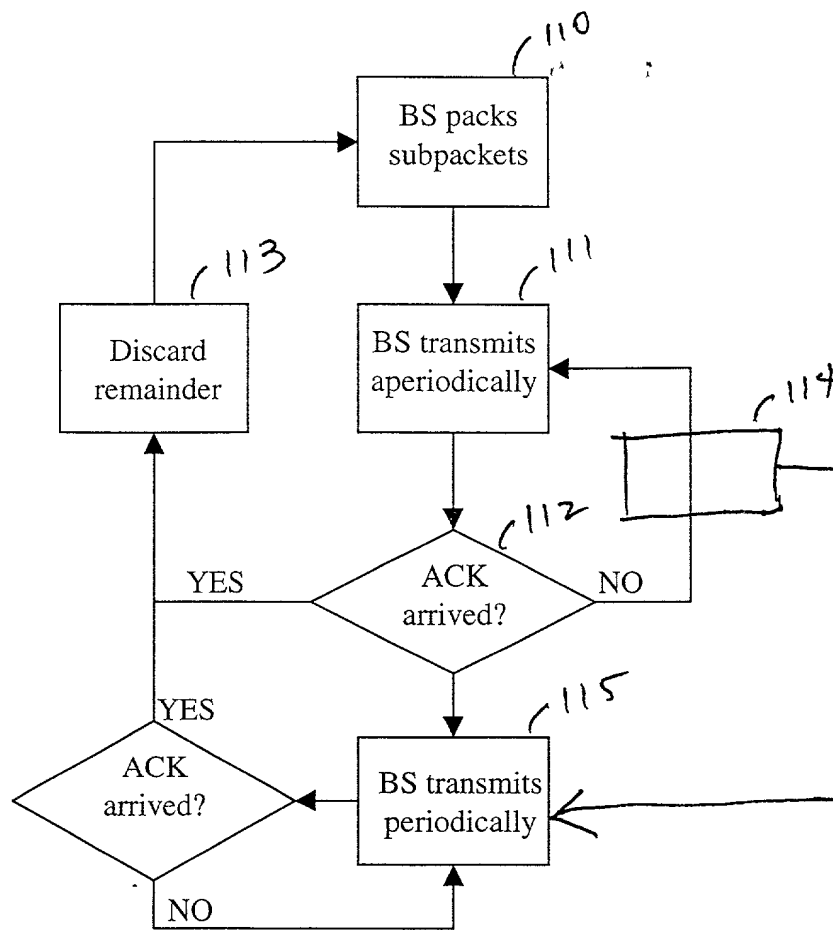 110
BS packs
subpackets
113
111
Discard
remainder
BS transmits
aperiodically
114
112
YES
ACK
arrived?
NO
115
YES
ACK
arrived?
BS transmits
periodically
NO